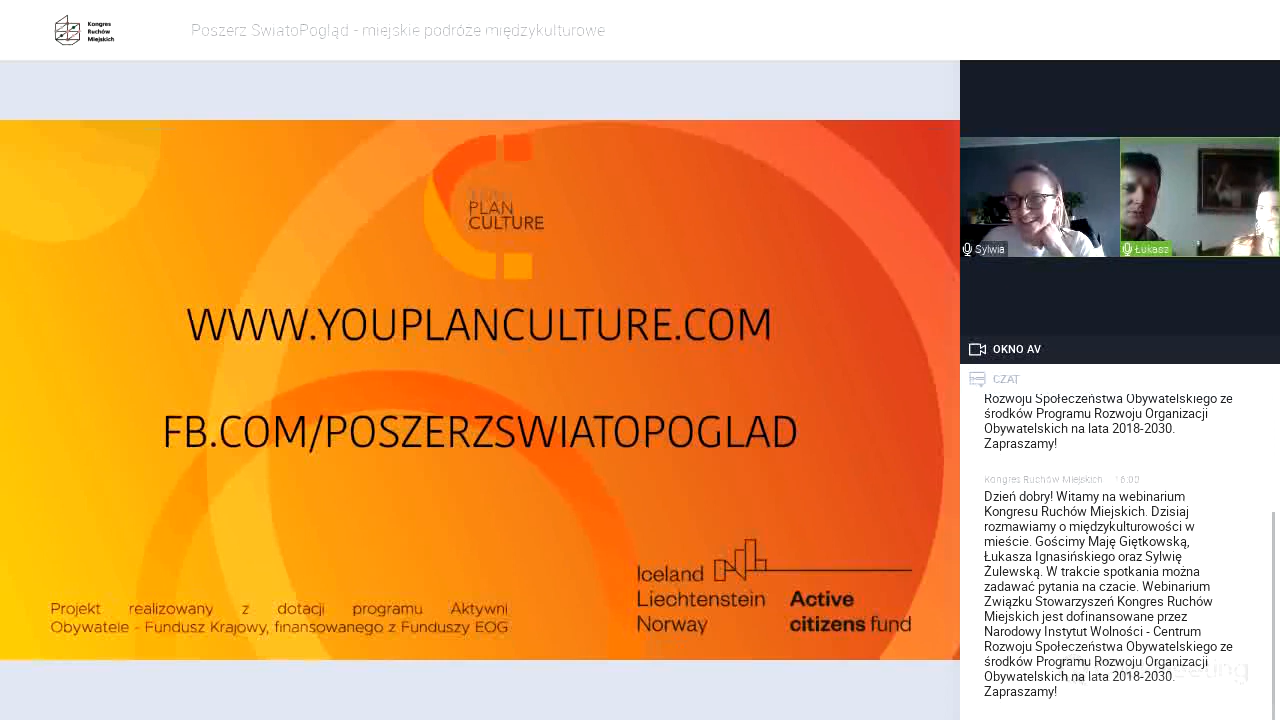 Kongres
Ruchów
Miejskich
Poszerz SwiatoPogląd - miejskie podróże międzykulturowe
PLAN
CULTURE
WWW.YOUPLANCULTURE.COM
FB.COM/POSZERZSWIATOPOGLAD
Projekt realizowany z dotacji programu Aktywni
Obywatele - Fundusz Krajowy, finansowanego z Funduszy EOG
Iceland
Liechtenstein
Norway
Active
citizens fund
Sylwia
Łukasz
OKNO AV
CZAT
Rozwoju Społeczeństwa Obywatelskiego ze
środków Programu Rozwoju Organizacji
Obywatelskich na lata 2018-2030.
Zapraszamy!
Kongres Ruchów Miejskich 16:00
Dzień dobry! Witamy na webinarium
Kongresu Ruchów Miejskich. Dzisiaj
rozmawiamy o międzykulturowości w
mieście. Gościmy Maję Giętkowską,
Łukasza Ignasińskiego oraz Sylwię
Żulewską. W trakcie spotkania można
zadawać pytania na czacie. Webinarium
Związku Stowarzyszeń Kongres Ruchów
Miejskich jest dofinansowane przez
Narodowy Instytut Wolności - Centrum
Rozwoju Społeczeństwa Obywatelskiego ze
środków Programu Rozwoju Organizacji
Obywatelskich na lata 2018-2030.
Zapraszamy!